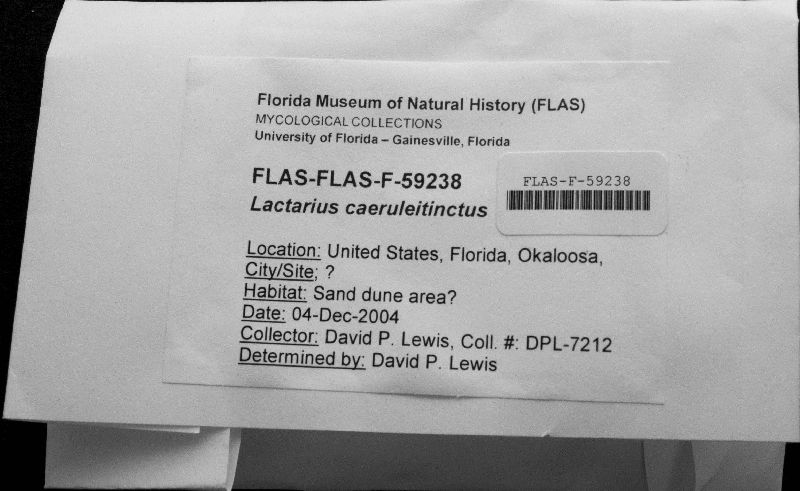 Florida Museum of Natural History (FLAS)
MYCOLOGICAL COLLECTIONS
University of Florida – Gainesville, Florida
FLAS-FLAS-F-59238
FLAS-F-59238
Lactarius caeruleitinctus
Location: United States, Florida, Okaloosa,
City/Site; ?
Habitat: Sand dune area?
Date: 04-Dec-2004
Collector: David P. Lewis, Coll. #: DPL-7212
Determined by: David P. Lewis